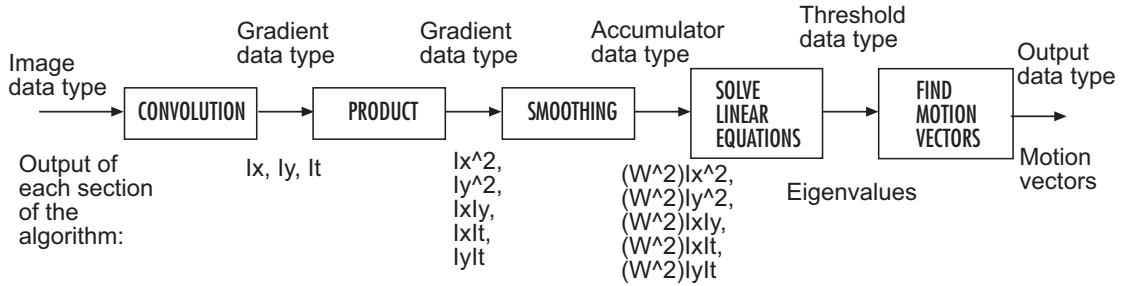 Image
data type
Gradient
data type
Gradient
data type
Accumulator
data type
Threshold
data type
Output
data type
CONVOLUTION
PRODUCT
SMOOTHING
SOLVE
LINEAR
EQUATIONS
FIND
MOTION
VECTORS
Output of
each section
of the
algorithm:
Ix, Iy, It
Ix^2,
Iy^2,
IxIy,
IxIt,
IyIt
(W^2)Ix^2,
(W^2)Iy^2,
(W^2)IxIy,
(W^2)IxIt,
(W^2)IyIt
Eigenvalues
Motion
vectors